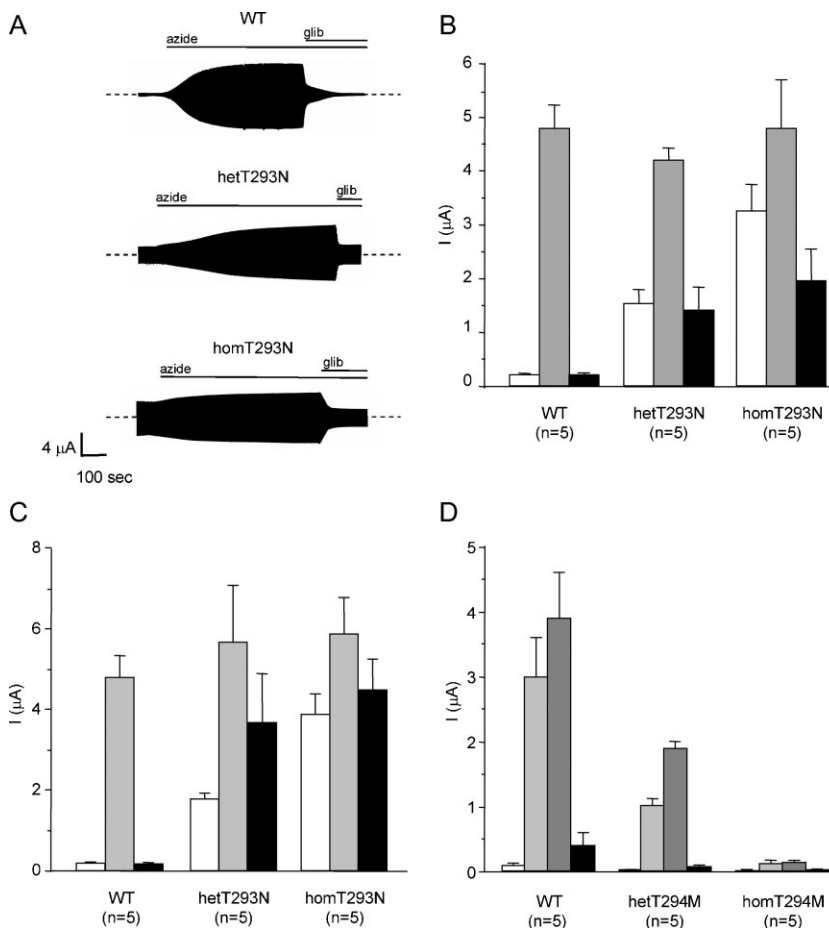 A
WT
azide
glib
hetT293N
azide
glib
homT293N
azide
glib
4 μA
100 sec
B
I (μA)
6
5
4
3
2
1
0
WT
(n=5)
hetT293N
(n=5)
homT293N
(n=5)
C
I (μA)
8
6
4
2
0
WT
(n=5)
hetT293N
(n=5)
homT293N
(n=5)
D
I (μA)
5
4
3
2
1
0
WT
(n=5)
hetT294M
(n=5)
homT294M
(n=5)